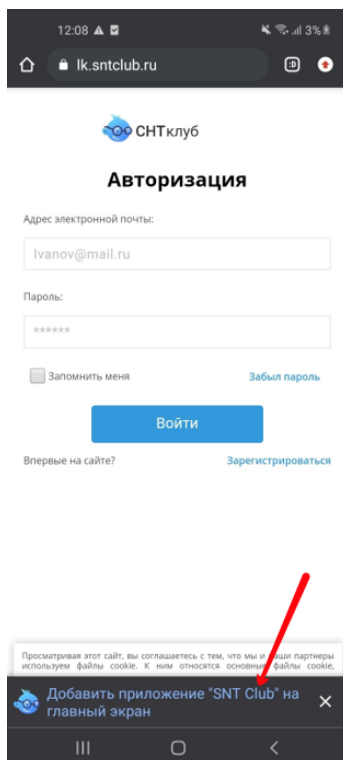 12:08
3%
lk.sntclub.ru
:D
СНТклуб
Авторизация
Адрес электронной почты:
Ivanov@mail.ru
Пароль:
******
Запомнить меня
Забыл пароль
Войти
Впервые на сайте?
Зарегистрироваться
Просматривая этот сайт, вы соглашаетесь с тем, что мы и наши партнеры
используем файлы cookie. К ним относятся основные файлы cookie,
Добавить приложение "SNT Club" на
главный экран